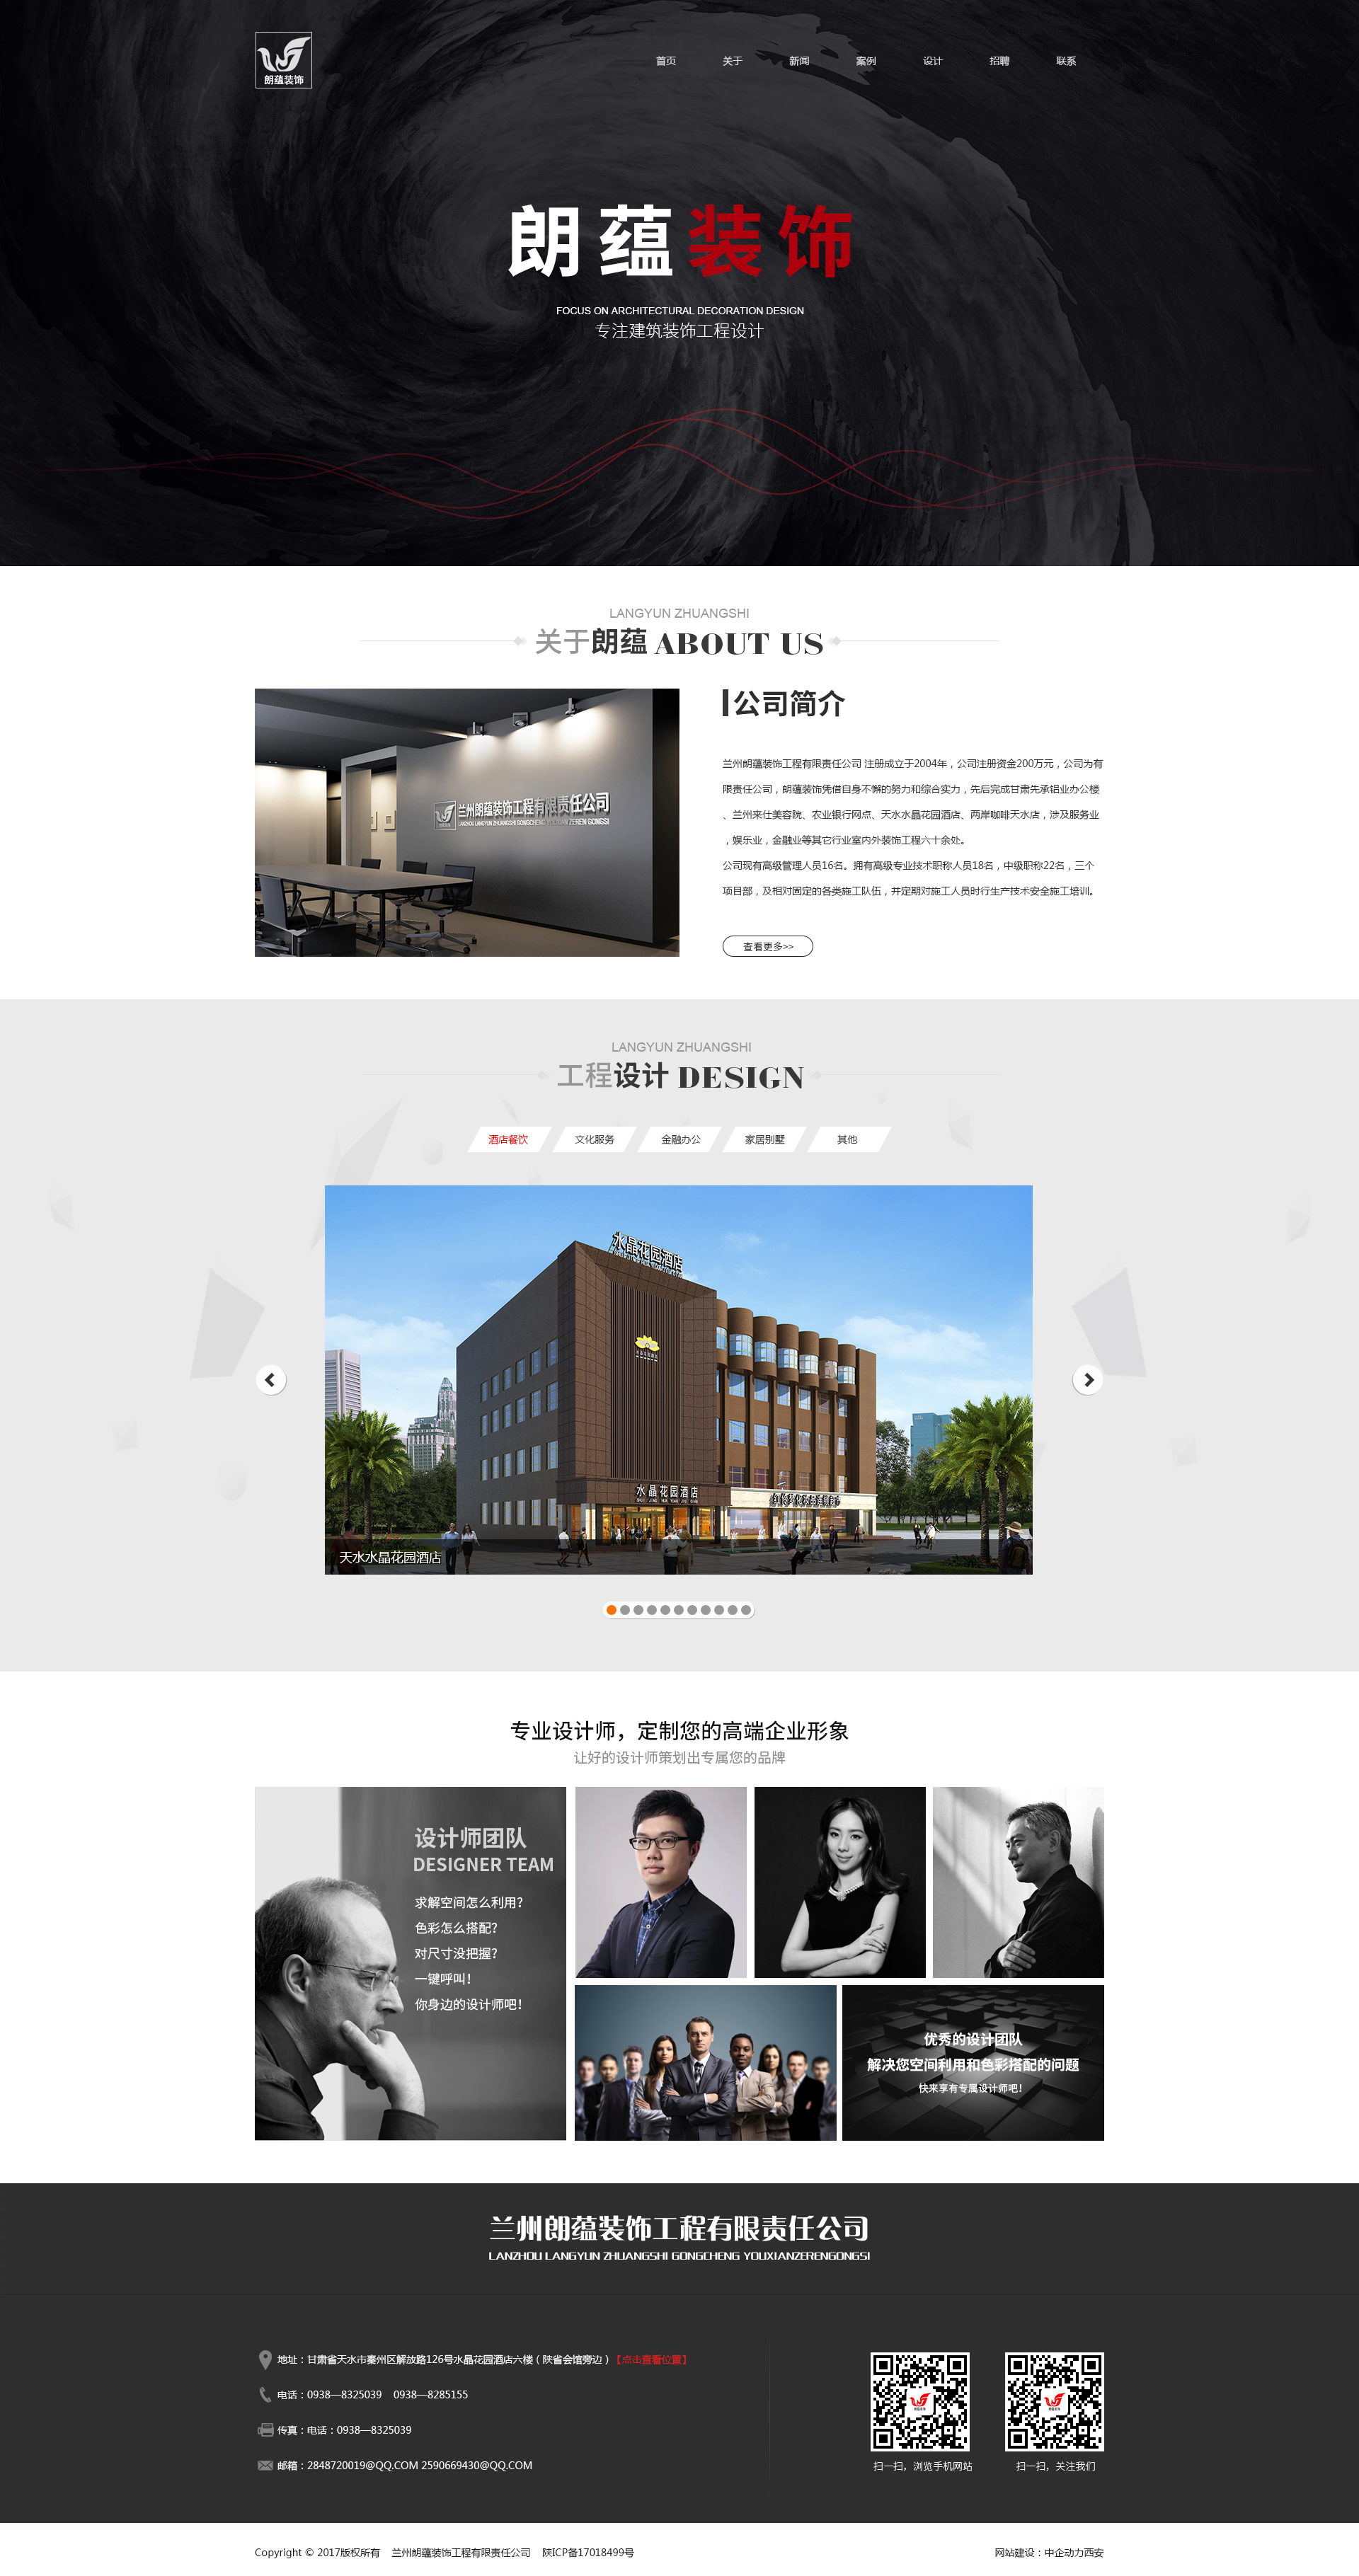 朗蕴装饰
首页 关于 新闻 案例 设计 招聘 联系
朗蕴装饰
FOCUS ON ARCHITECTURAL DECORATION DESIGN
专注建筑装饰工程设计
LANGYUN ZHUANGSHI
关于朗蕴 ABOUT US
兰州朗蕴装饰工程有限责任公司
公司简介
兰州朗蕴装饰工程有限责任公司 注册成立于2004年，公司注册资金200万元，公司为有
限责任公司，朗蕴装饰凭借自身不懈的努力和综合实力，先后完成甘肃先承铝业办公楼
、兰州来仕美容院、农业银行网点、天水水晶花园酒店、两岸咖啡天水店，涉及服务业
，娱乐业，金融业等其它行业室内外装饰工程六十余处。
公司现有高级管理人员16名。拥有高级专业技术职称人员18名，中级职称22名，三个
项目部，及相对固定的各类施工队伍，并定期对施工人员时行生产技术安全施工培训。
查看更多>>
LANGYUN ZHUANGSHI
工程设计 DESIGN
酒店餐饮 文化服务 金融办公 家居别墅 其他
水晶花园酒店
水晶花园酒店
天水水晶花园酒店
专业设计师，定制您的高端企业形象
让好的设计师策划出专属您的品牌
设计师团队
DESIGNER TEAM
求解空间怎么利用？
色彩怎么搭配？
对尺寸没把握？
一键呼叫！
你身边的设计师吧！
优秀的设计团队
解决您空间利用和色彩搭配的问题
快来享有专属设计师吧！
兰州朗蕴装饰工程有限责任公司
LANZHOU LANGYUN ZHUANGSHI GONGCHENG YOUXIANZERENGONGSI
地址：甘肃省天水市秦州区解放路126号水晶花园酒店六楼（陕省会馆旁边）【点击查看位置】
电话：0938—8325039 0938—8285155
传真：电话：0938—8325039
邮箱：2848720019@QQ.COM 2590669430@QQ.COM
扫一扫，浏览手机网站
扫一扫，关注我们
Copyright © 2017版权所有 兰州朗蕴装饰工程有限责任公司 陕ICP备17018499号
网站建设：中企动力西安